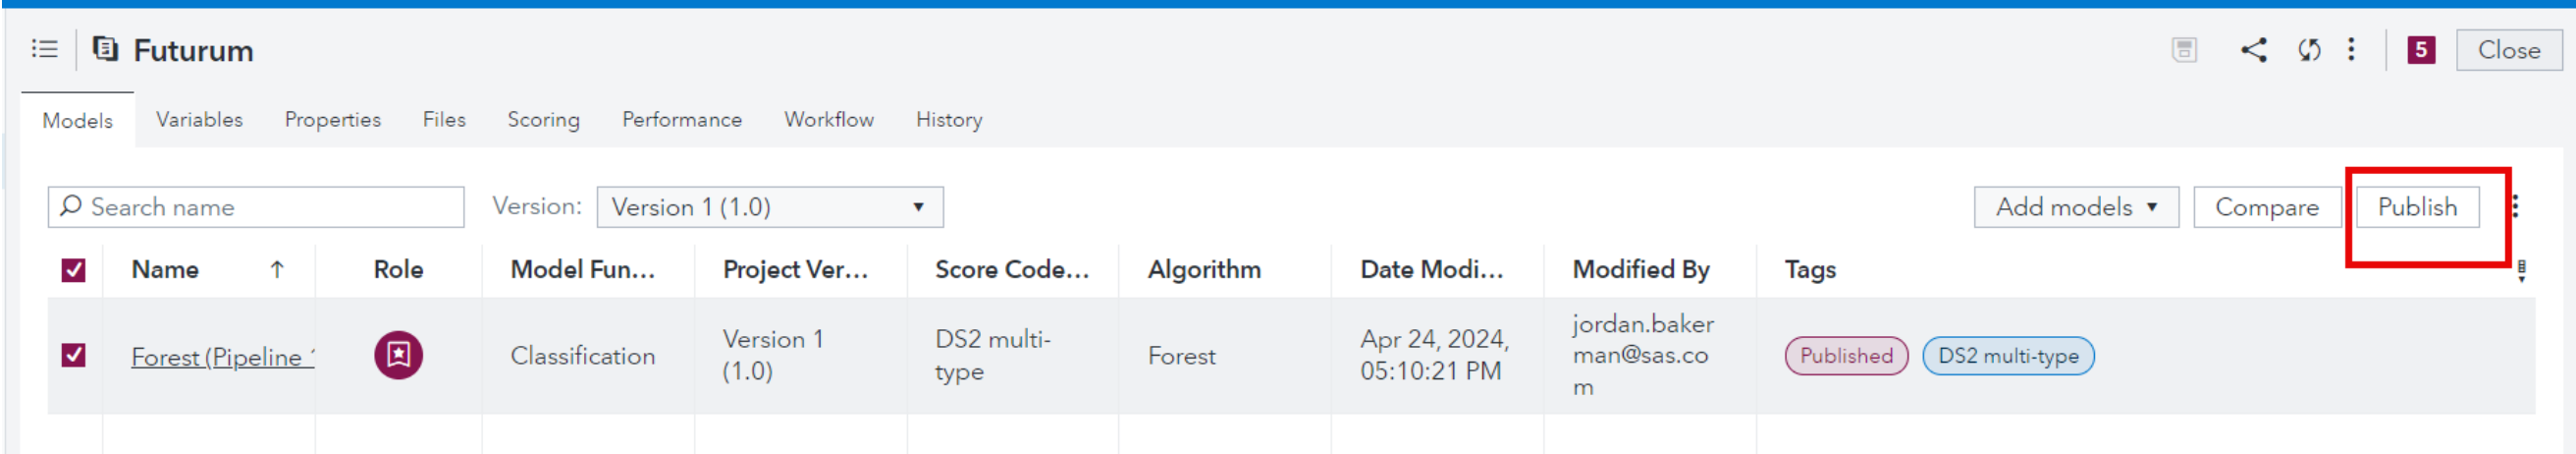 Futurum
5
Close
Models Variables Properties Files Scoring Performance Workflow History
Search name
Version: Version 1 (1.0)
Add models
Compare
Publish
Name Role Model Fun... Project Ver... Score Code... Algorithm Date Modi... Modified By Tags
Forest (Pipeline
Classification
Version 1
(1.0)
DS2 multi-
type
Forest
Apr 24, 2024,
05:10:21 PM
jordan.baker
man@sas.co
m
Published
DS2 multi-type